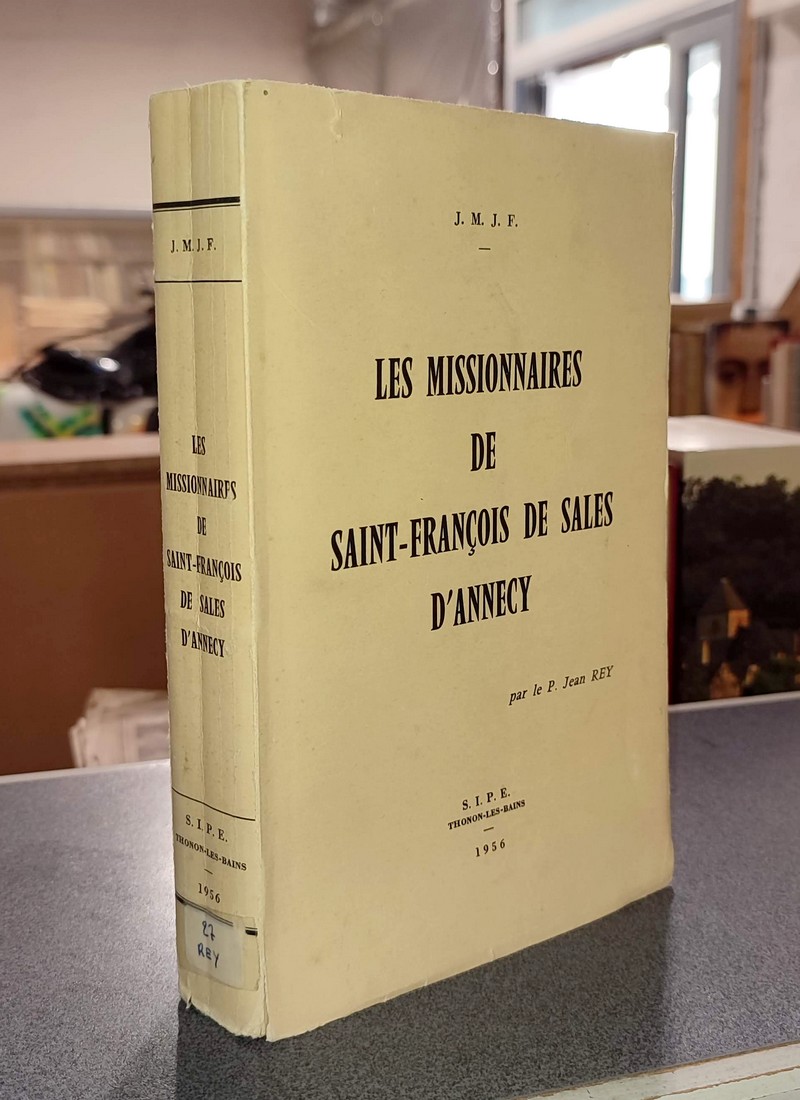 J. M. J. F.
LES
MISSIONNAIRES
DE
SAINT-FRANÇOIS
DE SALES
D'ANNECY
S. I. P. E.
THONON-LES-BAINS
1956
27
REY
J. M. J. F.
LES MISSIONNAIRES
DE
SAINT-FRANÇOIS DE SALES
D'ANNECY
par le P. Jean REY
S. I. P. E.
THONON-LES-BAINS
1956